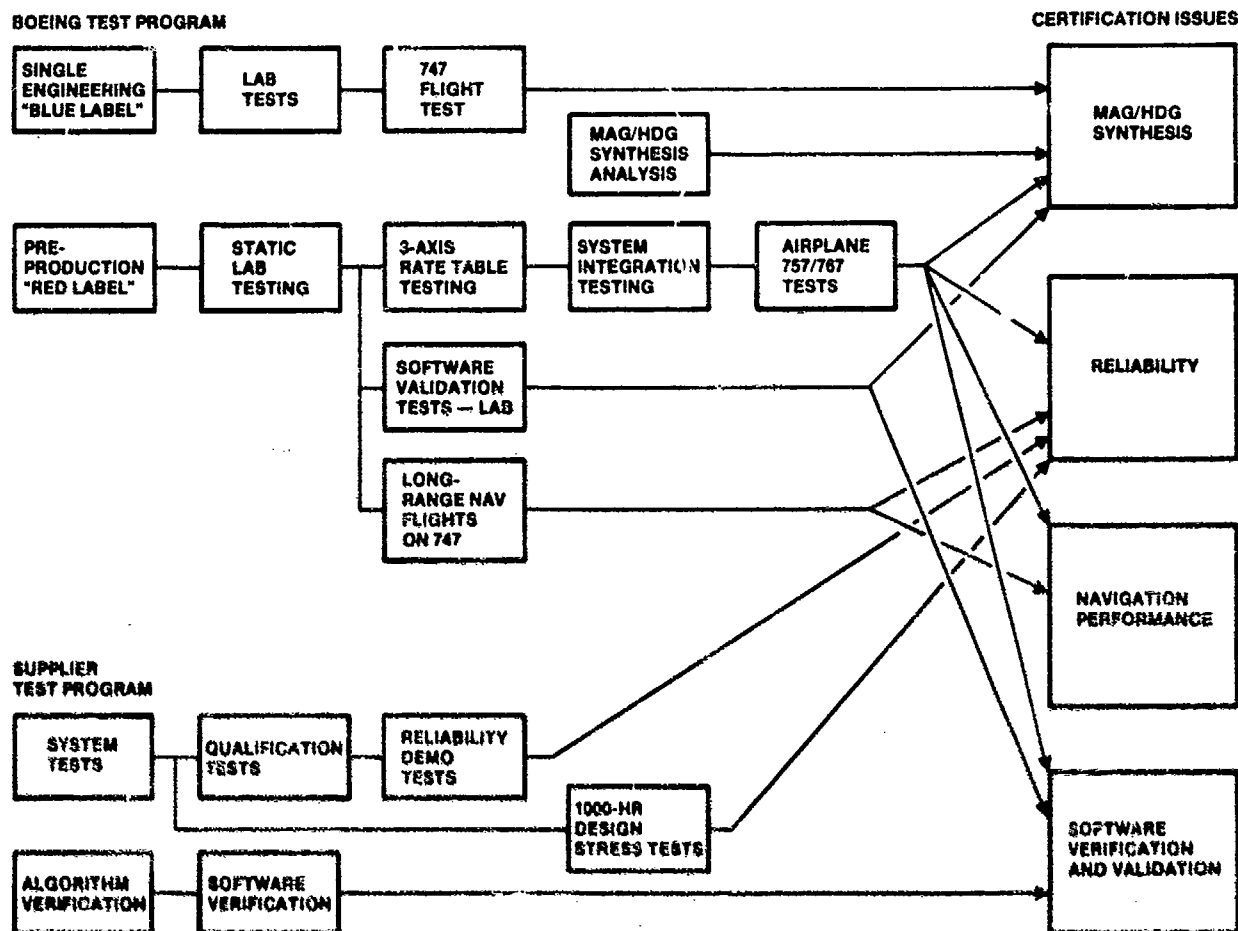 BOEING TEST PROGRAM
CERTIFICATION ISSUES
SINGLE
ENGINEERING
"BLUE LABEL"
LAB
TESTS
747
FLIGHT
TEST
MAG/HDG
SYNTHESIS
ANALYSIS
MAG/HDG
SYNTHESIS
PRE-
PRODUCTION
"RED LABEL"
STATIC
LAB
TESTING
3-AXIS
RATE TABLE
TESTING
SYSTEM
INTEGRATION
TESTING
AIRPLANE
757/767
TESTS
SOFTWARE
VALIDATION
TESTS — LAB
RELIABILITY
LONG-
RANGE NAV
FLIGHTS
ON 747
NAVIGATION
PERFORMANCE
SUPPLIER
TEST PROGRAM
SYSTEM
TESTS
QUALIFICATION
TESTS
RELIABILITY
DEMO
TESTS
1000-HR
DESIGN
STRESS TESTS
SOFTWARE
VERIFICATION
AND VALIDATION
ALGORITHM
VERIFICATION
SOFTWARE
VERIFICATION